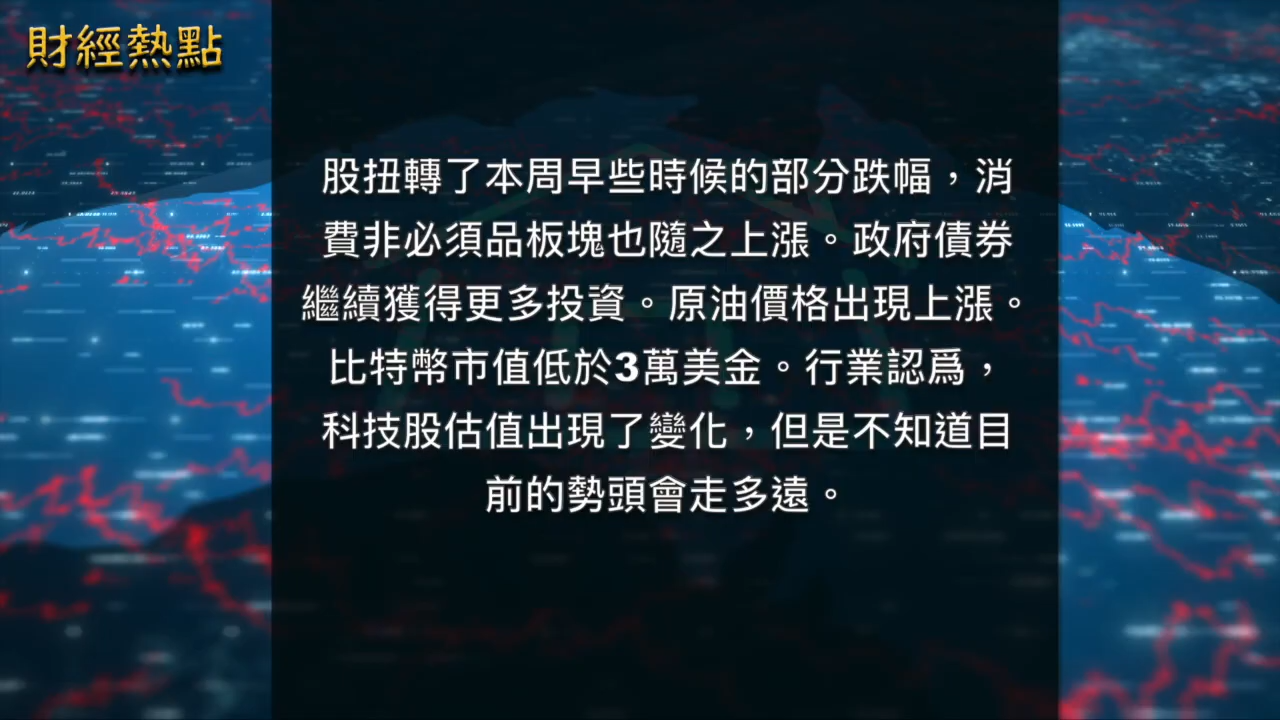 財經熱點
股扭轉了本周早些時候的部分跌幅，消
費非必須品板塊也隨之上漲。政府債券
繼續獲得更多投資。原油價格出現上漲。
比特幣市值低於3萬美金。行業認爲，
科技股估值出現了變化，但是不知道目
前的勢頭會走多遠。